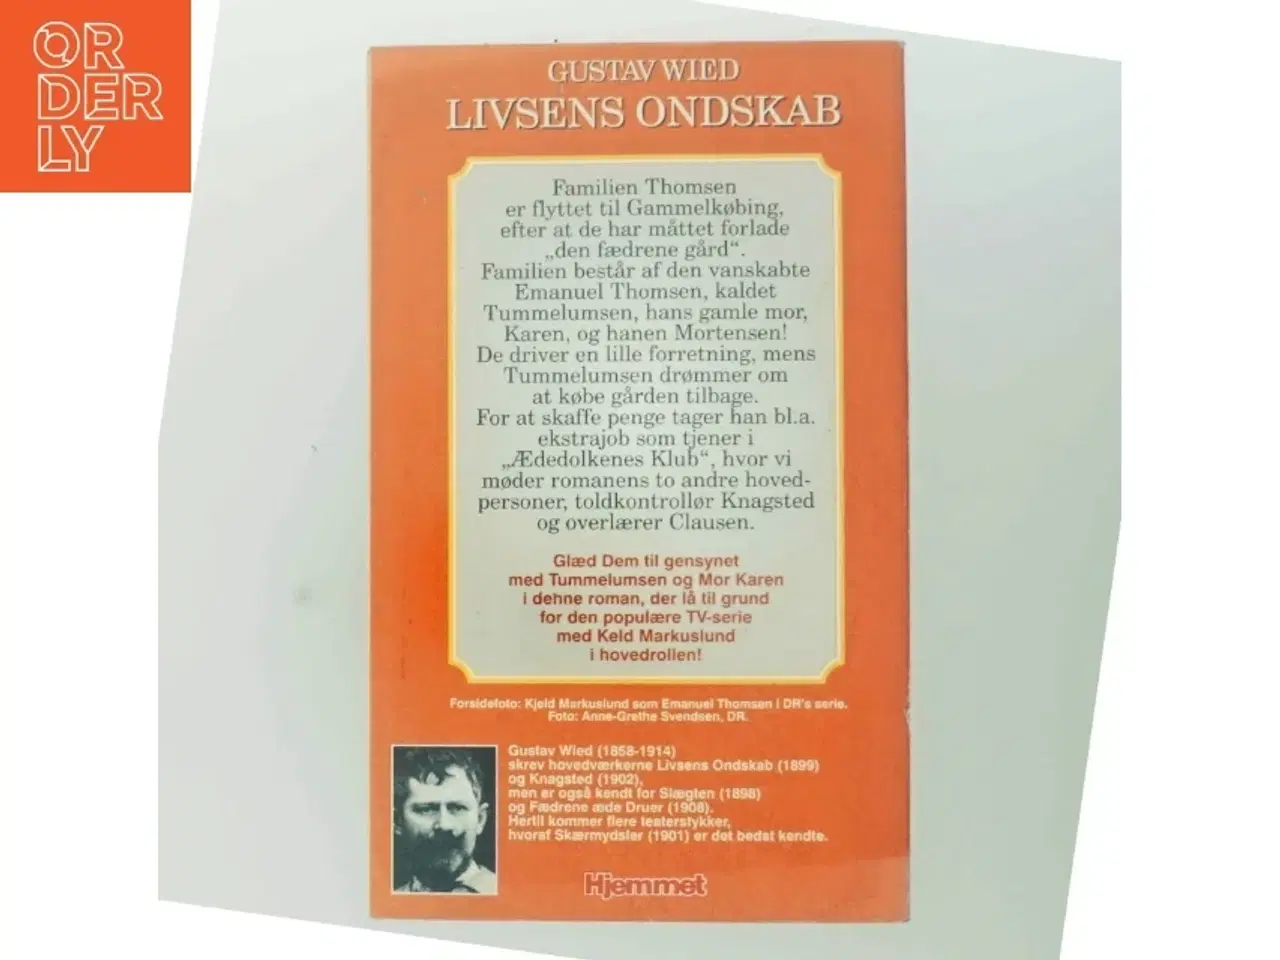 ORDERLY
GUSTAV WIED
LIVSENS ONDSKAB
Familien Thomsen
er flyttet til Gammelkøbing,
efter at de har måttet forlade
„den fædrene gård“.
Familien består af den vanskabte
Emanuel Thomsen, kaldet
Tummelumsen, hans gamle mor,
Karen, og hanen Mortensen!
De driver en lille forretning, mens
Tummelumsen drømmer om
at købe gården tilbage.
For at skaffe penge tager han bl.a.
ekstrajob som tjener i
„Ædedolkenes Klub“, hvor vi
møder romanens to andre hoved-
personer, toldkontrollør Knagsted
og overlærer Clausen.
Glæd Dem til gensynet
med Tummelumsen og Mor Karen
i denne roman, der lå til grund
for den populære TV-serie
med Keld Markuslund
i hovedrollen!
Forsidefoto: Kjeld Markuslund som Emanuel Thomsen i DR's serie.
Foto: Anne-Grethe Svendsen, DR.
Gustav Wied (1858-1914)
skrev hovedværkerne Livsens Ondskab (1899)
og Knagsted (1902),
men er også kendt for Slægten (1898)
og Fædrene æde Druer (1908).
Hertil kommer flere teaterstykker,
hvoraf Skærmydsler (1901) er det bedst kendte.
Hjemmet